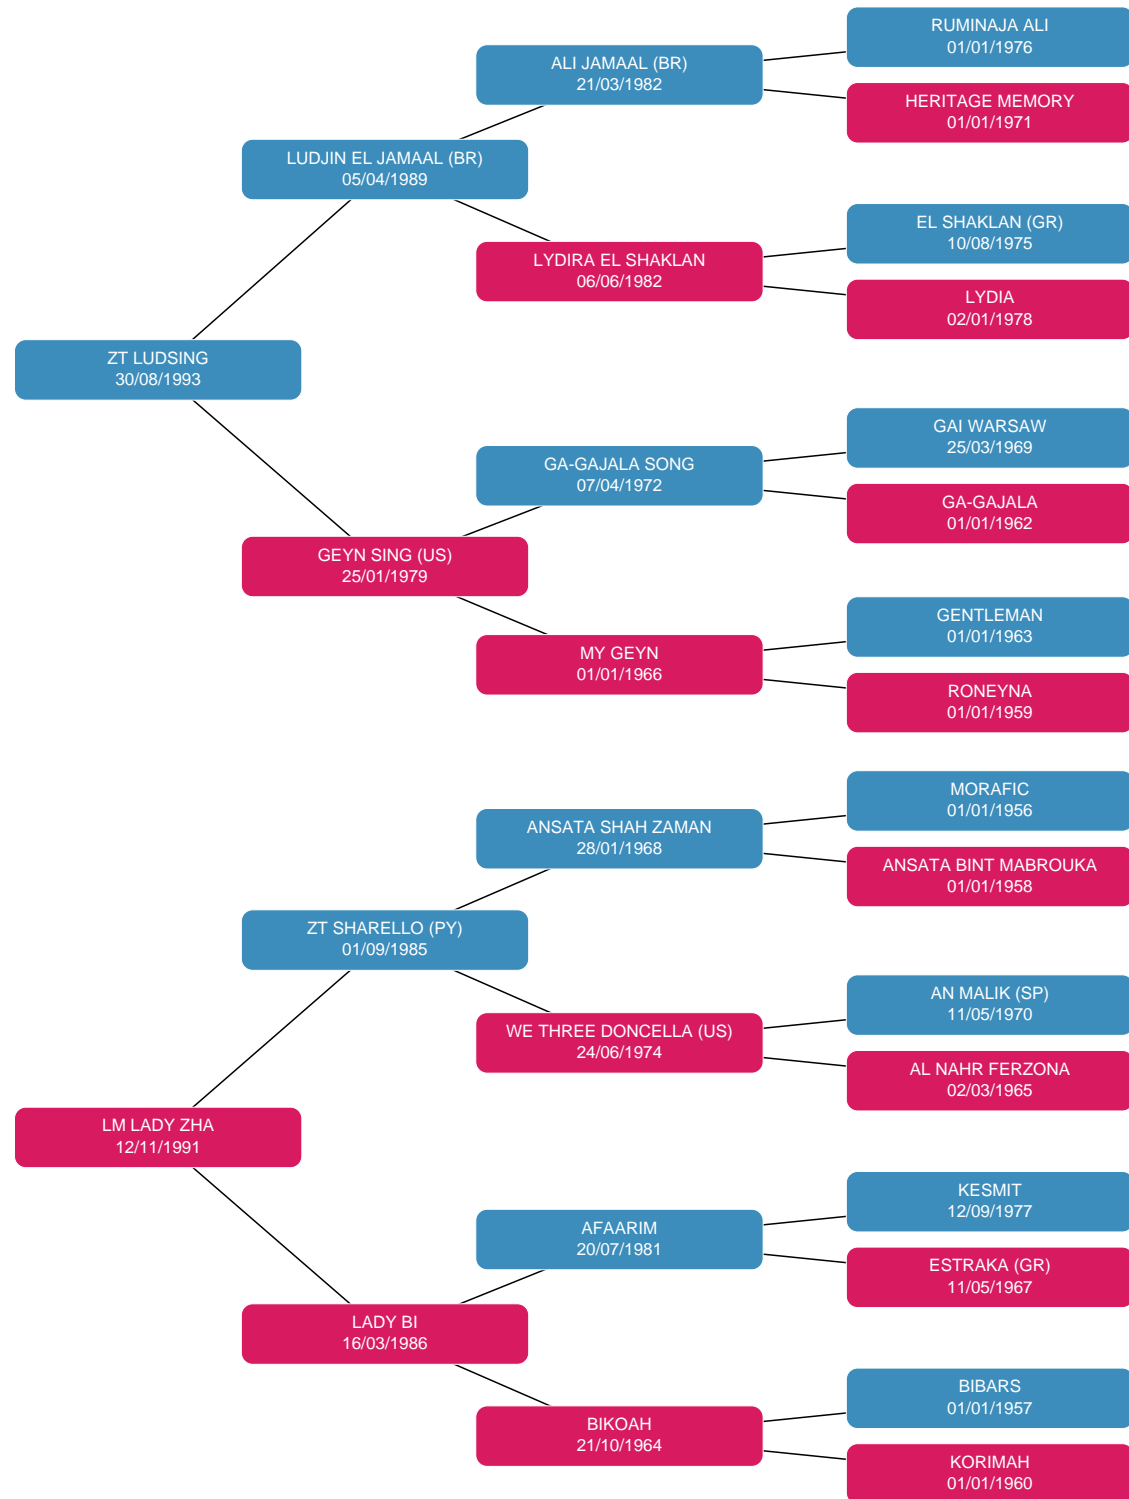 RUMINAJA ALI
01/01/1976
ALI JAMAAL (BR)
21/03/1982
HERITAGE MEMORY
01/01/1971
LUDJIN EL JAMAAL (BR)
05/04/1989
EL SHAKLAN (GR)
10/08/1975
LYDIRA EL SHAKLAN
06/06/1982
LYDIA
02/01/1978
ZT LUDSING
30/08/1993
GAI WARSAW
25/03/1969
GA-GAJALA SONG
07/04/1972
GA-GAJALA
01/01/1962
GEYN SING (US)
25/01/1979
GENTLEMAN
01/01/1963
MY GEYN
01/01/1966
RONEYNA
01/01/1959
MORAFIC
01/01/1956
ANSATA SHAH ZAMAN
28/01/1968
ANSATA BINT MABROUKA
01/01/1958
ZT SHARELLO (PY)
01/09/1985
AN MALIK (SP)
11/05/1970
WE THREE DONCELLA (US)
24/06/1974
AL NAHR FERZONA
02/03/1965
LM LADY ZHA
12/11/1991
KESMIT
12/09/1977
AFAARIM
20/07/1981
ESTRAKA (GR)
11/05/1967
LADY BI
16/03/1986
BIBARS
01/01/1957
BIKOAH
21/10/1964
KORIMAH
01/01/1960